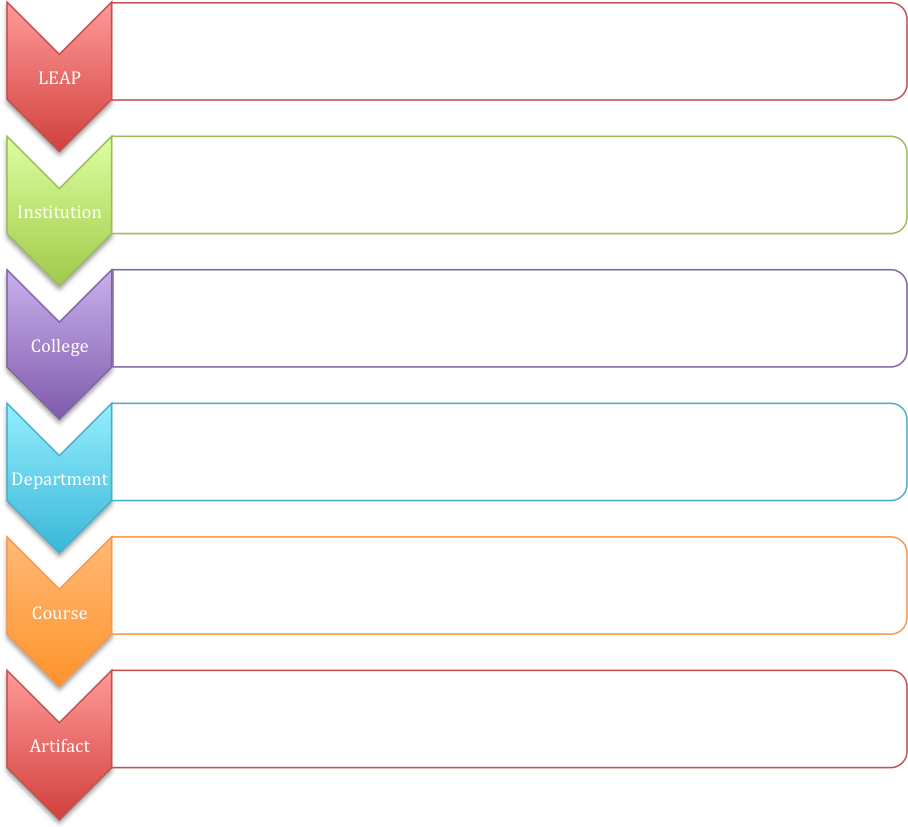 LEAP
Institution
College
Department
Course
Artifact